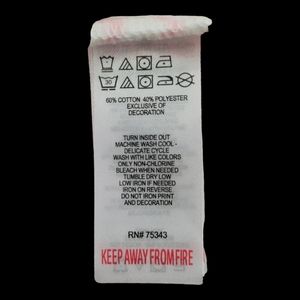 60% COTTON 40% POLYESTER
EXCLUSIVE OF
DECORATION
TURN INSIDE OUT
MACHINE WASH COOL -
DELICATE CYCLE
WASH WITH LIKE COLORS
ONLY NON-CHLORINE
BLEACH WHEN NEEDED
TUMBLE DRY LOW
LOW IRON IF NEEDED
IRON ON REVERSE
DO NOT IRON PRINT
AND DECORATION
RN# 75343
KEEP AWAY FROM FIRE